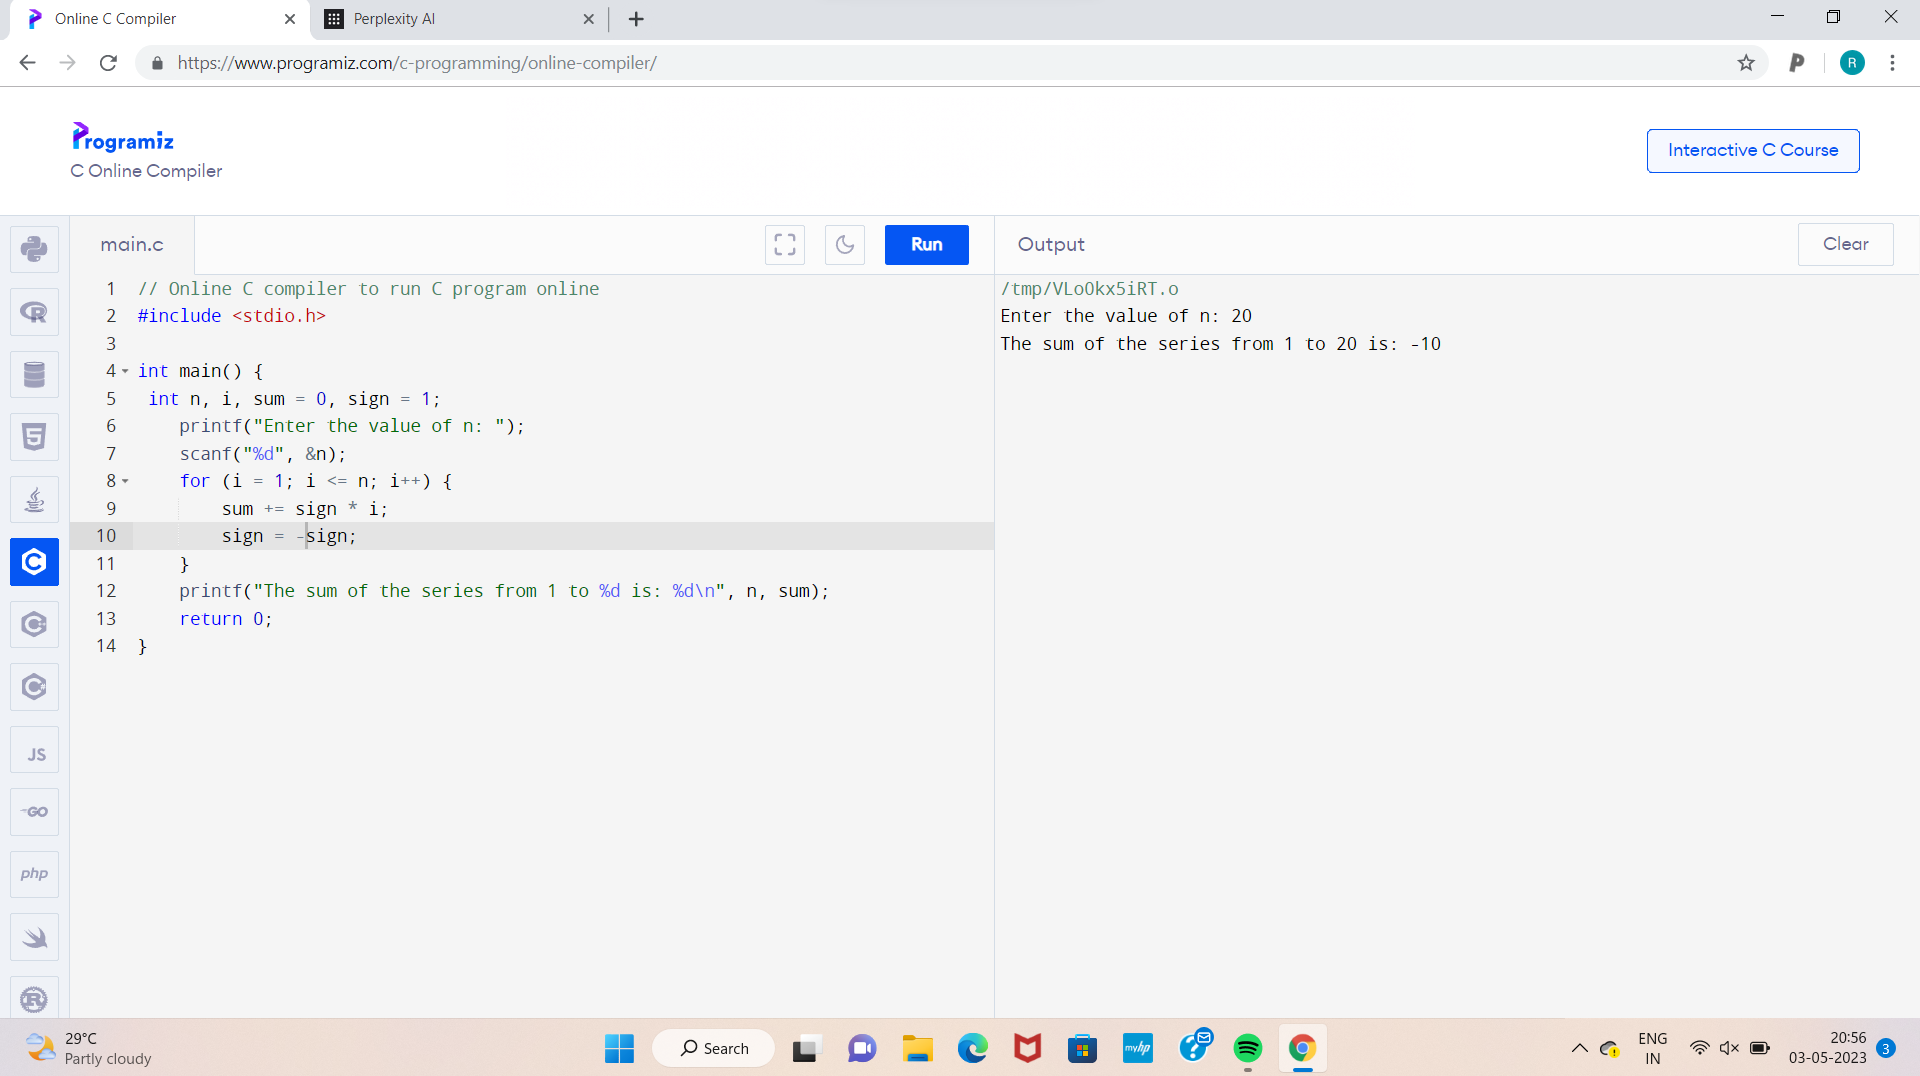 Online C Compiler
Perplexity AI
https://www.programiz.com/c-programming/online-compiler/
R
Programiz
C Online Compiler
Interactive C Course
main.c
Run
Output
Clear
1 // Online C compiler to run C program online
2 #include <stdio.h>
3
4 int main() {
5 int n, i, sum = 0, sign = 1;
6 printf("Enter the value of n: ");
7 scanf("%d", &n);
8 for (i = 1; i <= n; i++) {
9 sum += sign * i;
10 sign = -sign;
11 }
12 printf("The sum of the series from 1 to %d is: %d\n", n, sum);
13 return 0;
14 }
/tmp/VLoOkx5iRT.o
Enter the value of n: 20
The sum of the series from 1 to 20 is: -10
R
5
C
C
C
JS
GO
php
R
29°C
Partly cloudy
Search
myhp
ENG
IN
20:56
03-05-2023
3